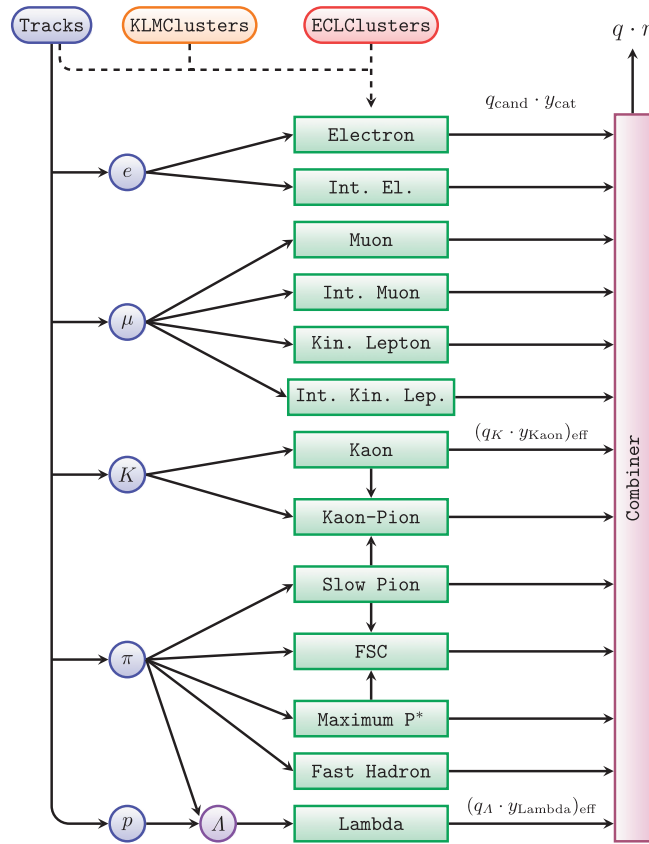 Tracks KLMClusters ECLClusters
q · r
q_cand · y_cat
Electron
e
Int. El.
Muon
Int. Muon
μ
Kin. Lepton
Int. Kin. Lep.
(q_K · y_Kaon)_eff
Kaon
K
Combiner
Kaon-Pion
Slow Pion
FSC
π
Maximum P*
Fast Hadron
(q_Λ · y_Lambda)_eff
p Λ Lambda